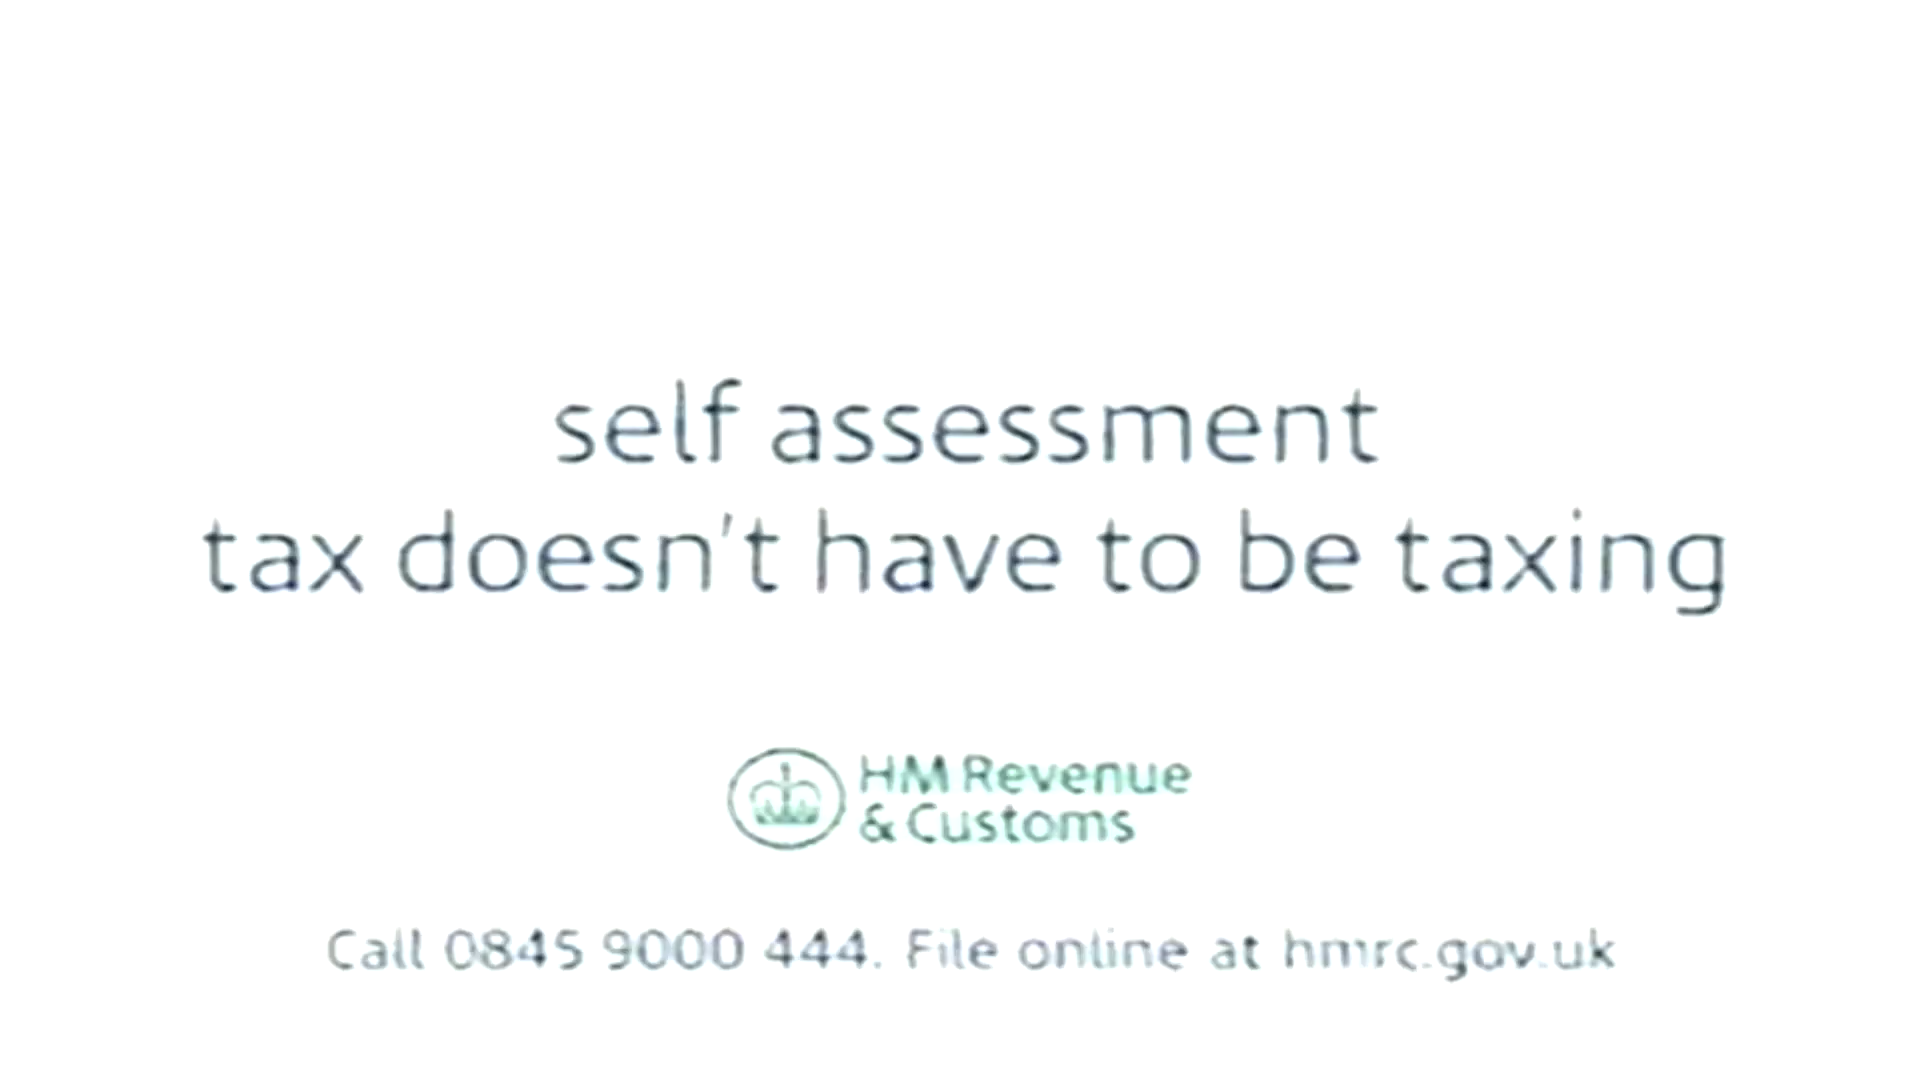 self assessment
tax doesn't have to be taxing
HM Revenue
& Customs
Call 0845 9000 444. File online at hmrc.gov.uk